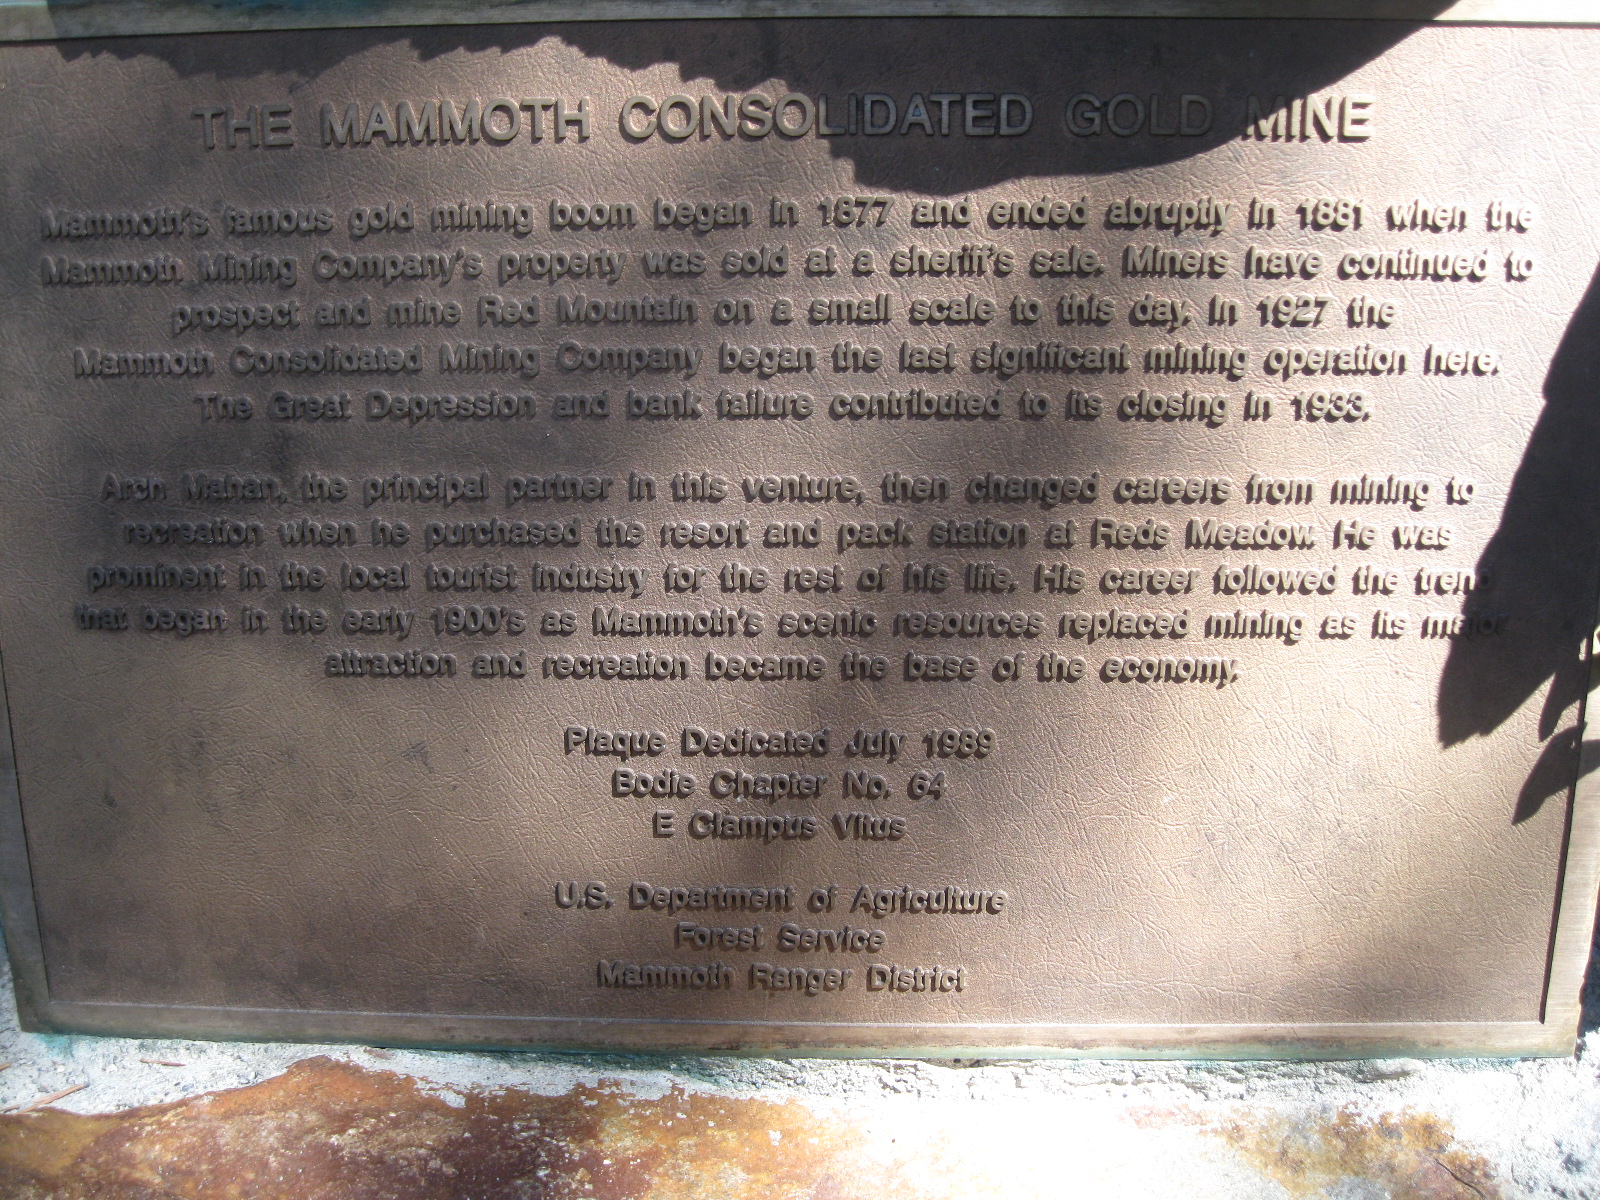 THE MAMMOTH CONSOLIDATED GOLD MINE
Mammoth's famous gold mining boom began in 1877 and ended abruptly in 1881 when the
Mammoth Mining Company's property was sold at a sheriff's sale. Miners have continued to
prospect and mine Red Mountain on a small scale to this day. In 1927 the
Mammoth Consolidated Mining Company began the last significant mining operation here.
The Great Depression and bank failure contributed to its closing in 1933.
Arch Mahan, the principal partner in this venture, then changed careers from mining to
recreation when he purchased the resort and pack station at Reds Meadow. He was
prominent in the local tourist industry for the rest of his life. His career followed the trend
that began in the early 1900's as Mammoth's scenic resources replaced mining as its major
attraction and recreation became the base of the economy.
Plaque Dedicated July 1989
Bodie Chapter No. 64
E Clampus Vitus
U.S. Department of Agriculture
Forest Service
Mammoth Ranger District